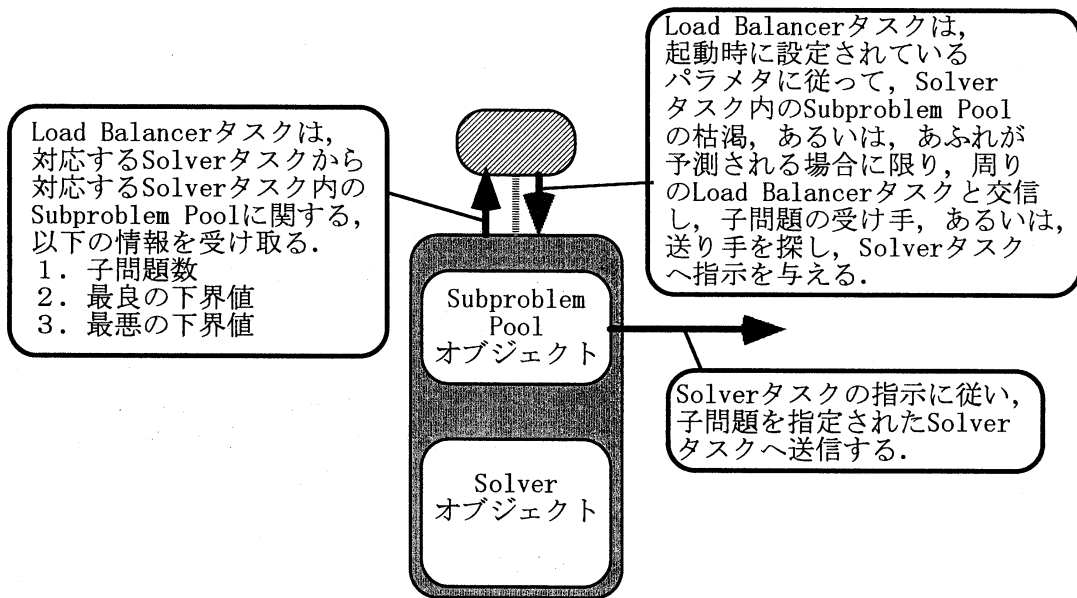 Load Balancerタスクは,
対応するSolverタスクから
対応するSolverタスク内の
Subproblem Poolに関する,
以下の情報を受け取る.
１．子問題数
２．最良の下界値
３．最悪の下界値
Load Balancerタスクは,
起動時に設定されている
パラメタに従って, Solver
タスク内のSubproblem Pool
の枯渇, あるいは, あふれが
予測される場合に限り, 周り
のLoad Balancerタスクと交信
し, 子問題の受け手, あるいは,
送り手を探し, Solverタスク
へ指示を与える.
Subproblem
Pool
オブジェクト
Solverタスクの指示に従い,
子問題を指定されたSolver
タスクへ送信する.
Solver
オブジェクト